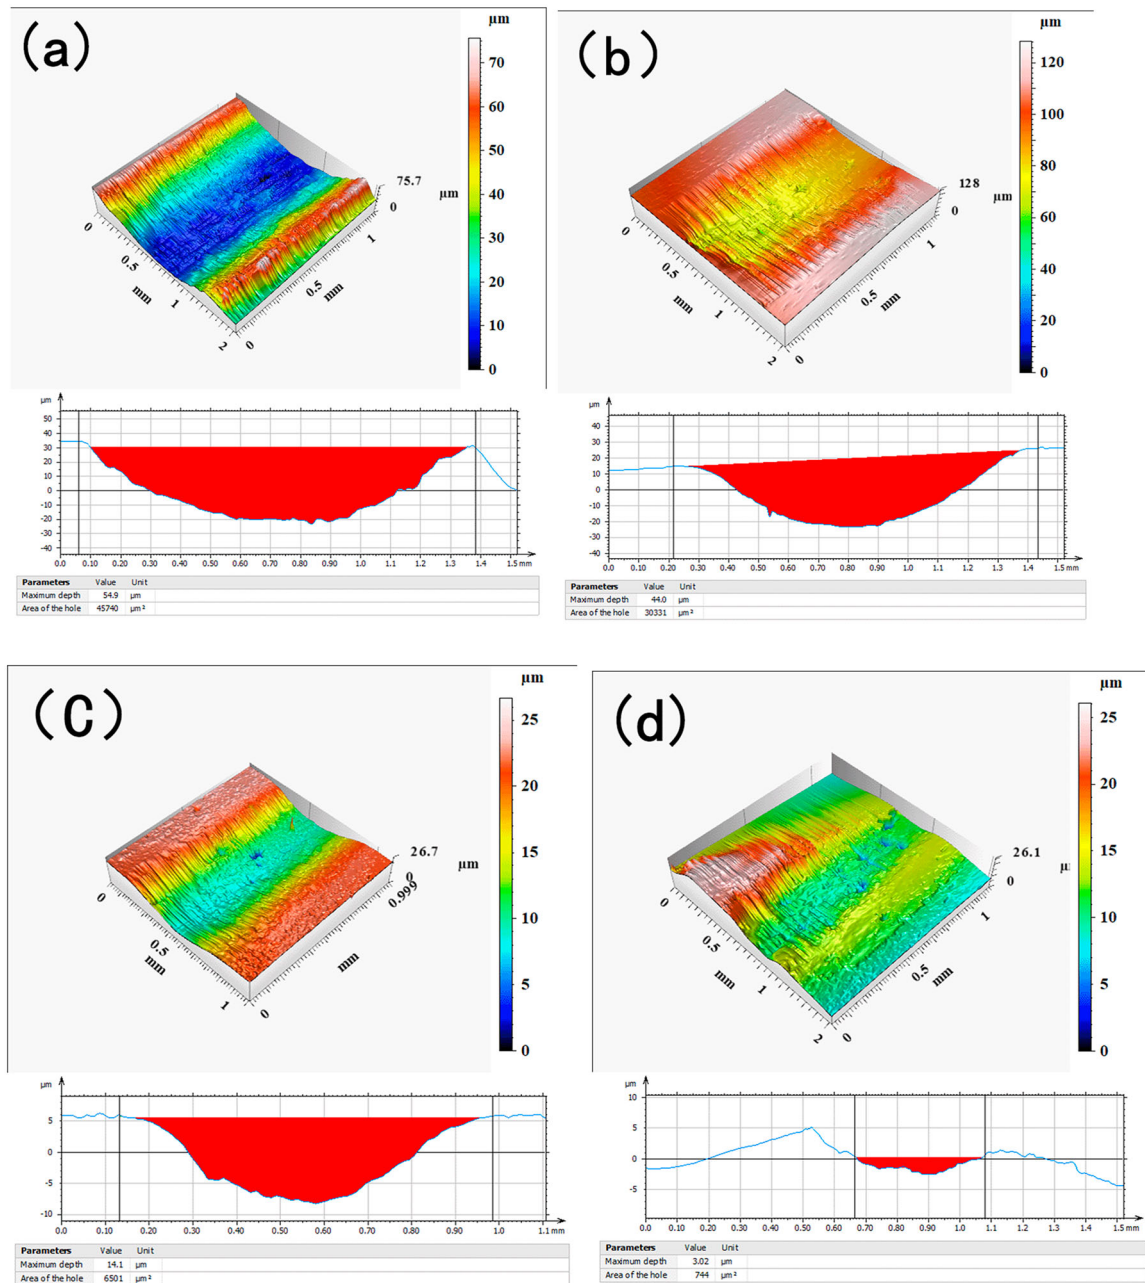 (a)
µm
70
60
50
40
30
20
10
0
75.7
µm
0
0
0.5
mm
1
2
0
0.5
mm
1
(b)
µm
120
100
80
60
40
20
0
128
µm
0
0
0.5
mm
1
2
0
0.5
mm
1
µm
50
40
30
20
10
0
-10
-20
-30
-40
0.0 0.10 0.20 0.30 0.40 0.50 0.60 0.70 0.80 0.90 1.0 1.1 1.2 1.3 1.4 1.5 mm
Parameters Value Unit
Maximum depth 54.9 µm
Area of the hole 45740 µm²
µm
40
30
20
10
0
-10
-20
-30
-40
0.0 0.10 0.20 0.30 0.40 0.50 0.60 0.70 0.80 0.90 1.0 1.1 1.2 1.3 1.4 1.5 mm
Parameters Value Unit
Maximum depth 44.0 µm
Area of the hole 30331 µm²
(C)
µm
25
20
15
10
5
0
26.7
µm
0
0.999
0
0.5
mm
1
0
mm
(d)
µm
25
20
15
10
5
0
26.1
0
0
0.5
mm
1
2
0
0.5
mm
1
µm
5
0
-5
-10
0.0 0.10 0.20 0.30 0.40 0.50 0.60 0.70 0.80 0.90 1.0 1.1 mm
Parameters Value Unit
Maximum depth 14.1 µm
Area of the hole 6501 µm²
µm
10
5
0
-5
0.0 0.10 0.20 0.30 0.40 0.50 0.60 0.70 0.80 0.90 1.0 1.1 1.2 1.3 1.4 1.5 mm
Parameters Value Unit
Maximum depth 3.02 µm
Area of the hole 744 µm²